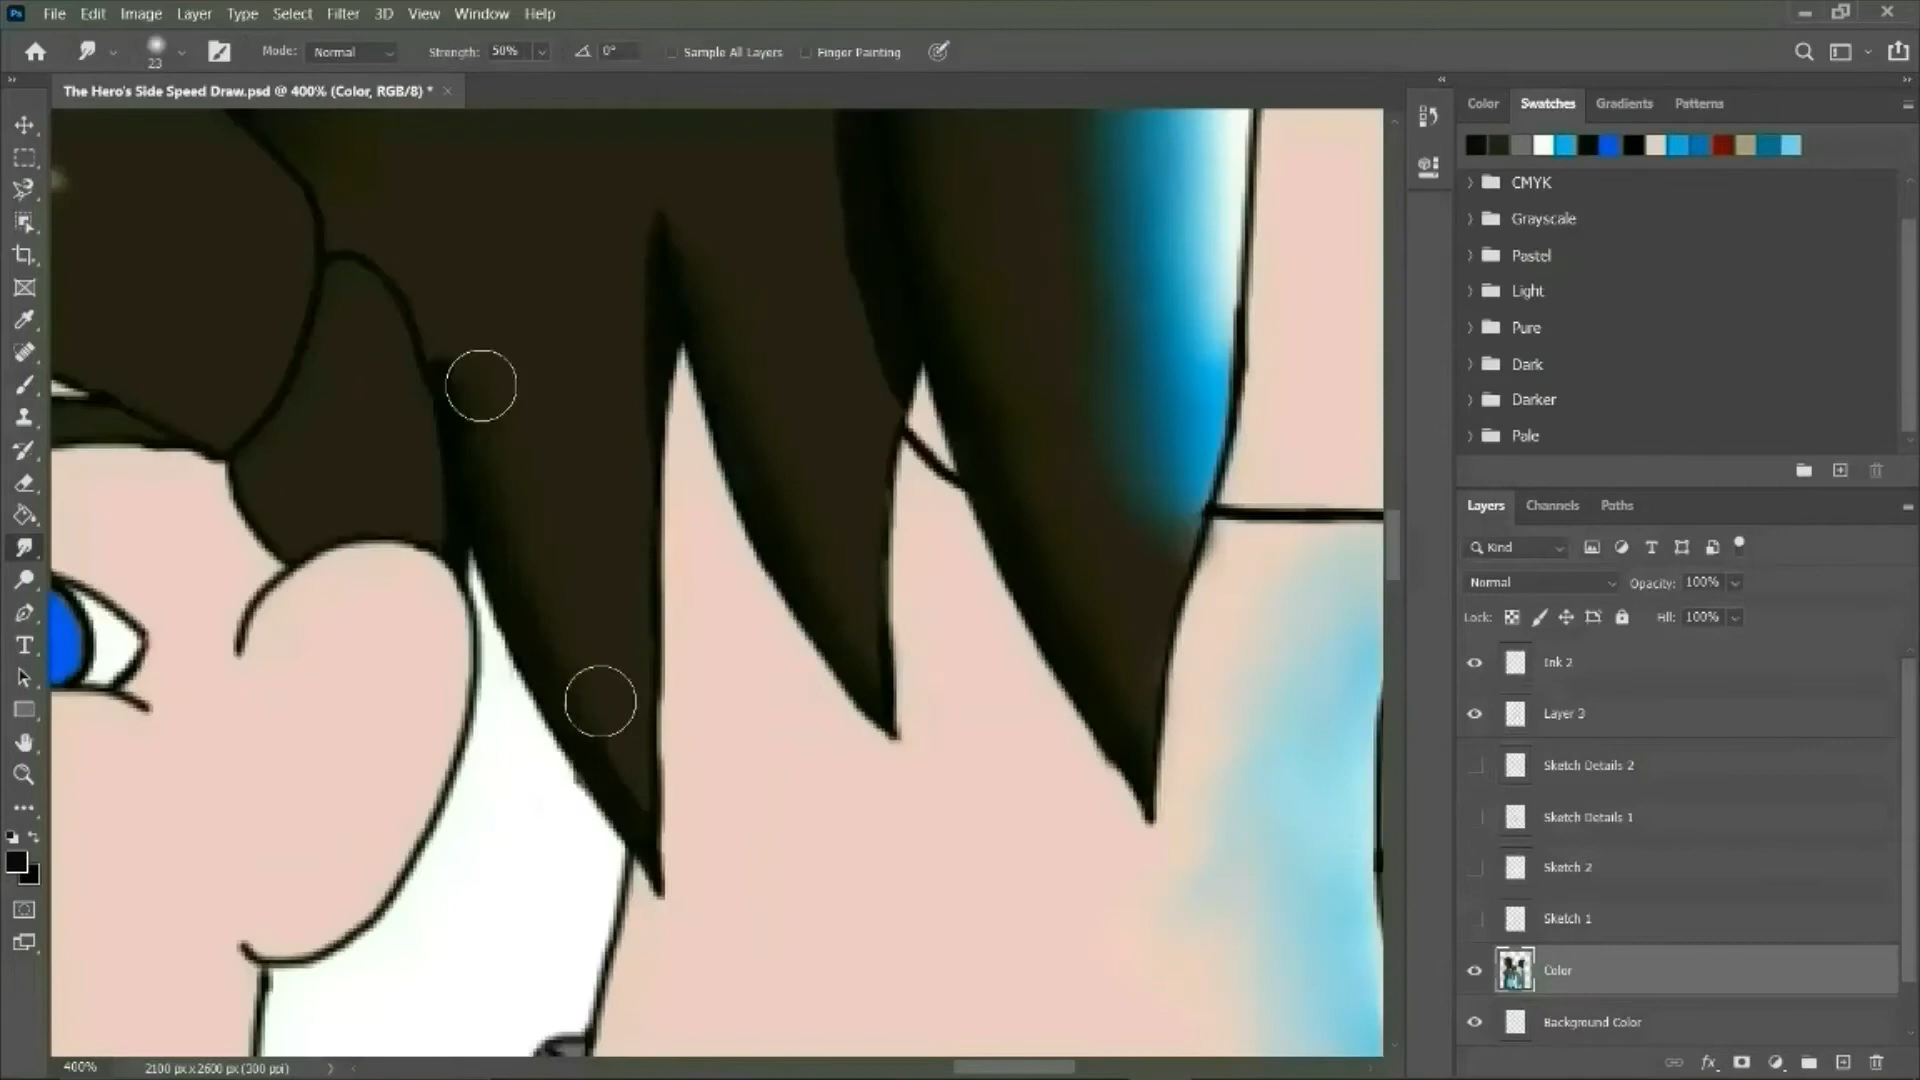 Ps File Edit Image Layer Type Select Filter 3D View Window Help
23 Mode: Normal Strength: 50% 0° Sample All Layers Finger Painting
The Hero's Side Speed Draw.psd @ 400% (Color, RGB/8) *
Color Swatches Gradients Patterns
CMYK
Grayscale
Pastel
Light
Pure
Dark
Darker
Pale
Layers Channels Paths
Kind
Normal Opacity: 100%
Lock: Fill: 100%
Ink 2
Layer 3
Sketch Details 2
Sketch Details 1
Sketch 2
Sketch 1
Color
Background Color
400% 2100 px x 2600 px (300 ppi)